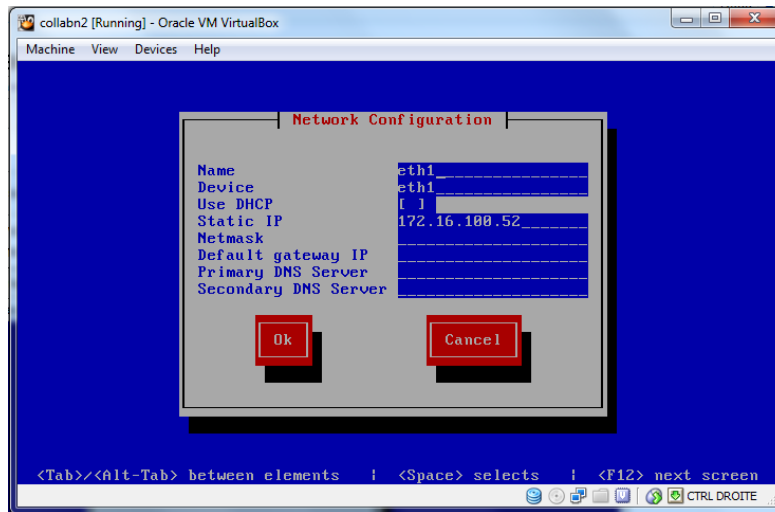 collabn2 [Running] - Oracle VM VirtualBox
Machine View Devices Help
Network Configuration
Name eth1
Device eth1
Use DHCP [ ]
Static IP 172.16.100.52
Netmask
Default gateway IP
Primary DNS Server
Secondary DNS Server
Ok Cancel
<Tab>/<Alt-Tab> between elements | <Space> selects | <F12> next screen
CTRL DROITE